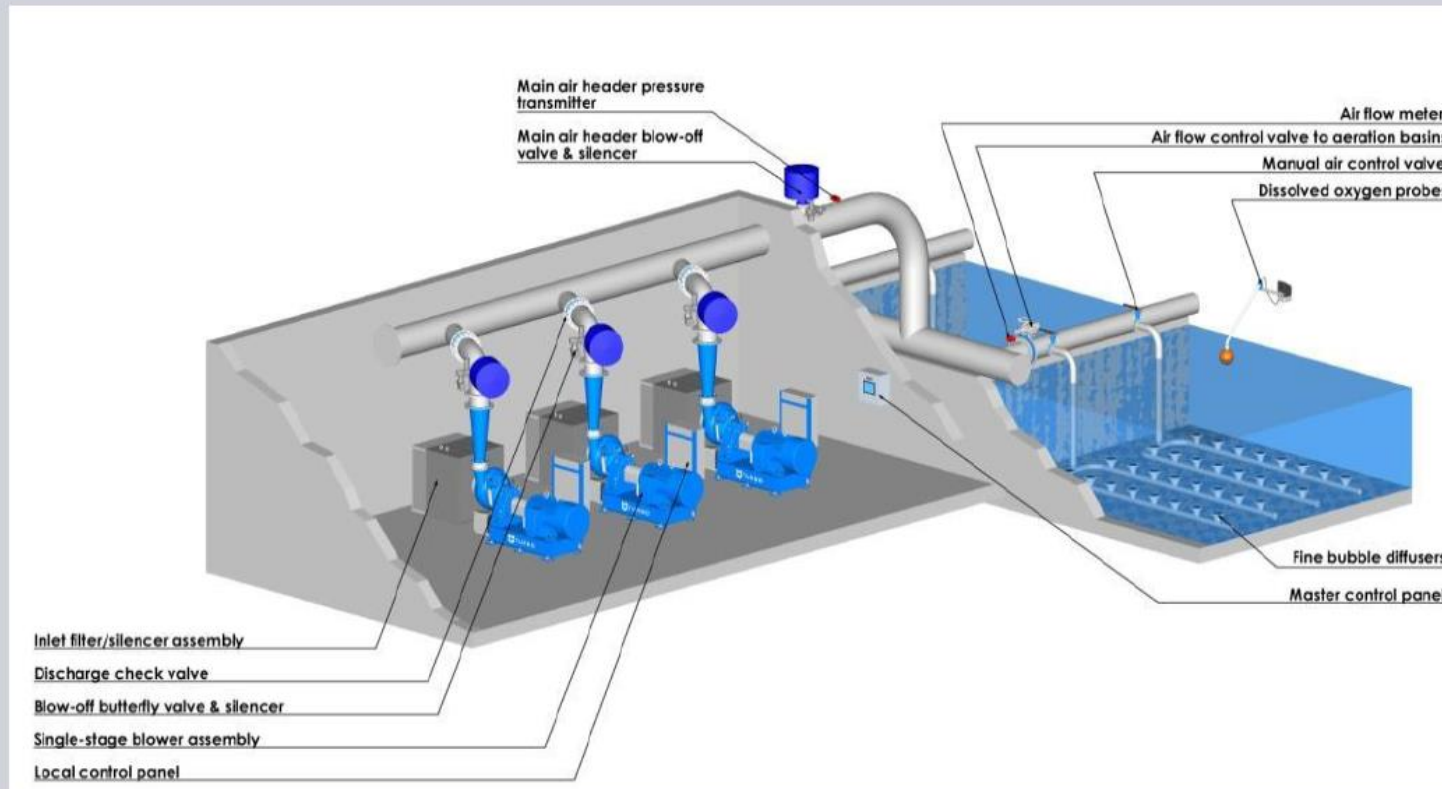 Main air header pressure
transmitter
Main air header blow-off
valve & silencer
Air flow meter
Air flow control valve to aeration basins
Manual air control valve
Dissolved oxygen probe
Fine bubble diffusers
Master control panel
Inlet filter/silencer assembly
Discharge check valve
Blow-off butterfly valve & silencer
Single-stage blower assembly
Local control panel